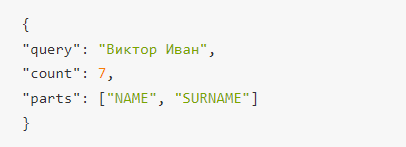 {
"query": "Виктор Иван",
"count": 7,
"parts": ["NAME", "SURNAME"]
}